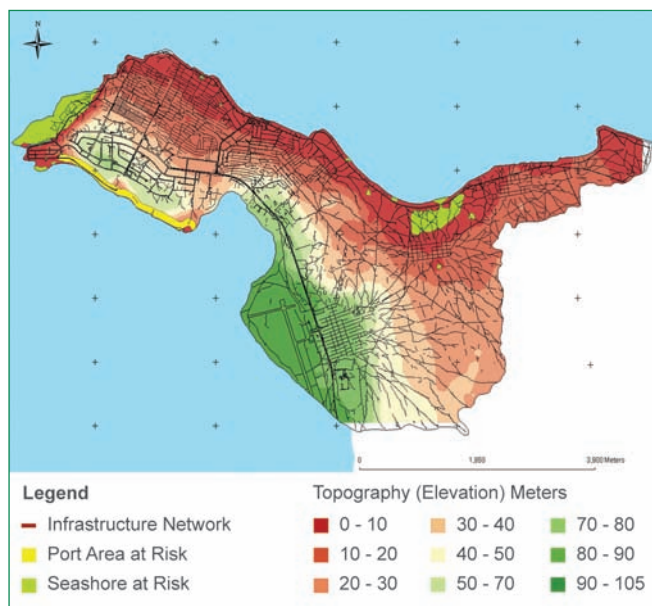 0 1,950 3,900 Meters
Legend
Infrastructure Network
Port Area at Risk
Seashore at Risk
Topography (Elevation) Meters
0 - 10
10 - 20
20 - 30
30 - 40
40 - 50
50 - 70
70 - 80
80 - 90
90 - 105